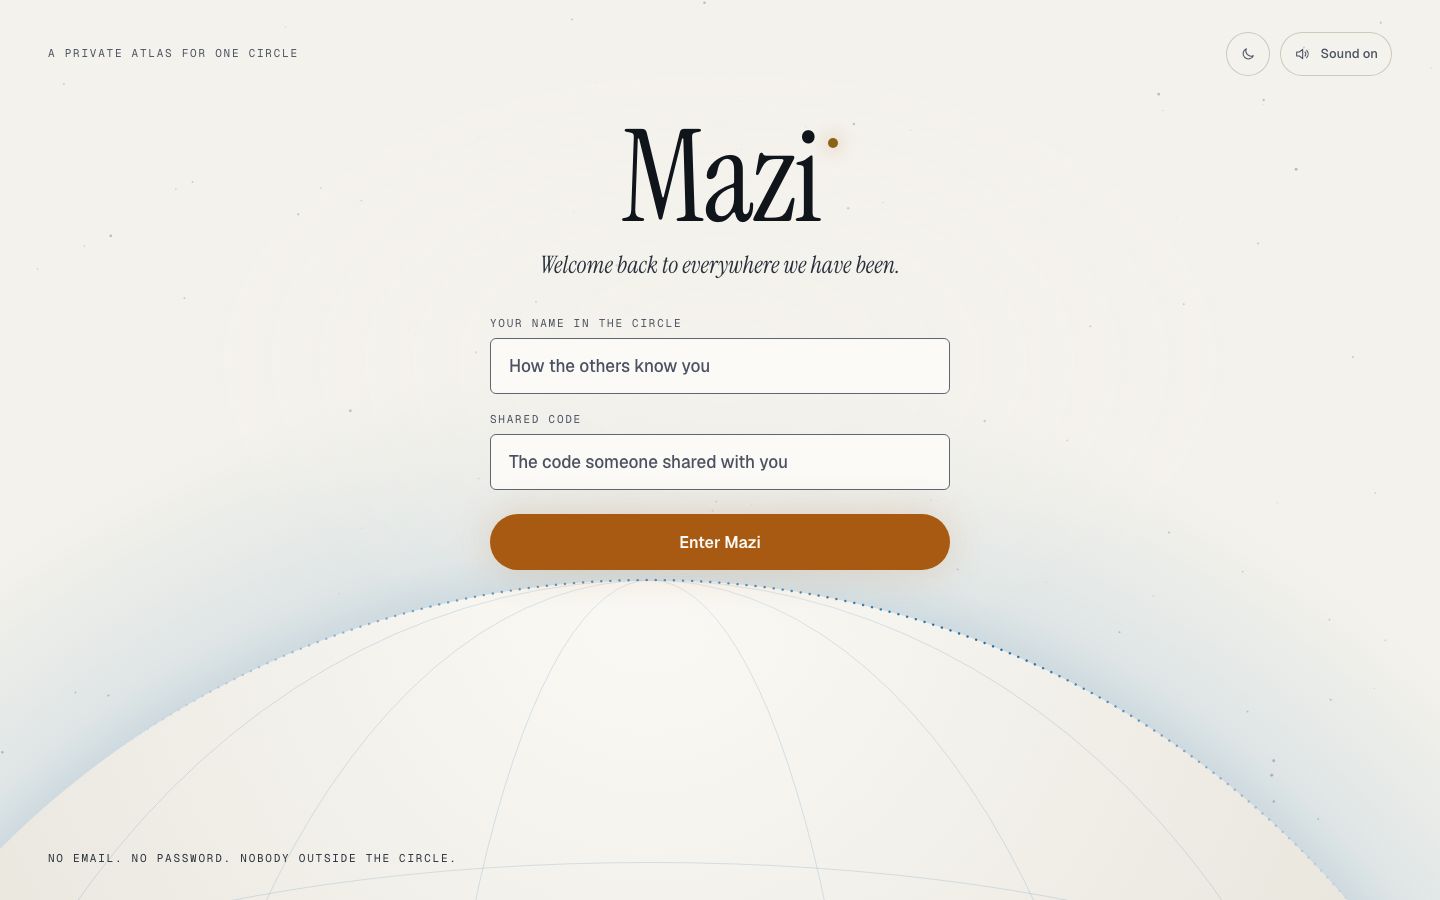 A PRIVATE ATLAS FOR ONE CIRCLE
Sound on
Mazi
Welcome back to everywhere we have been.
YOUR NAME IN THE CIRCLE
How the others know you
SHARED CODE
The code someone shared with you
Enter Mazi
NO EMAIL. NO PASSWORD. NOBODY OUTSIDE THE CIRCLE.